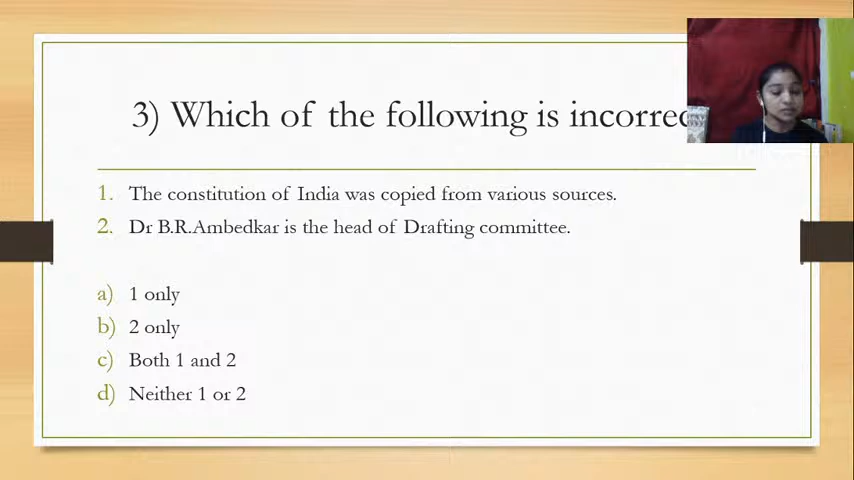 3) Which of the following is incorrec
1. The constitution of India was copied from various sources.
2. Dr B.R.Ambedkar is the head of Drafting committee.
a) 1 only
b) 2 only
c) Both 1 and 2
d) Neither 1 or 2